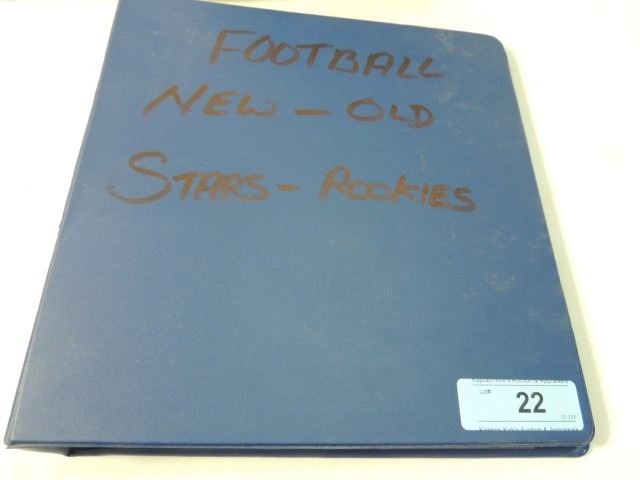 FOOTBALL
NEW - OLD
STARS - ROOKIES
Lot#
22